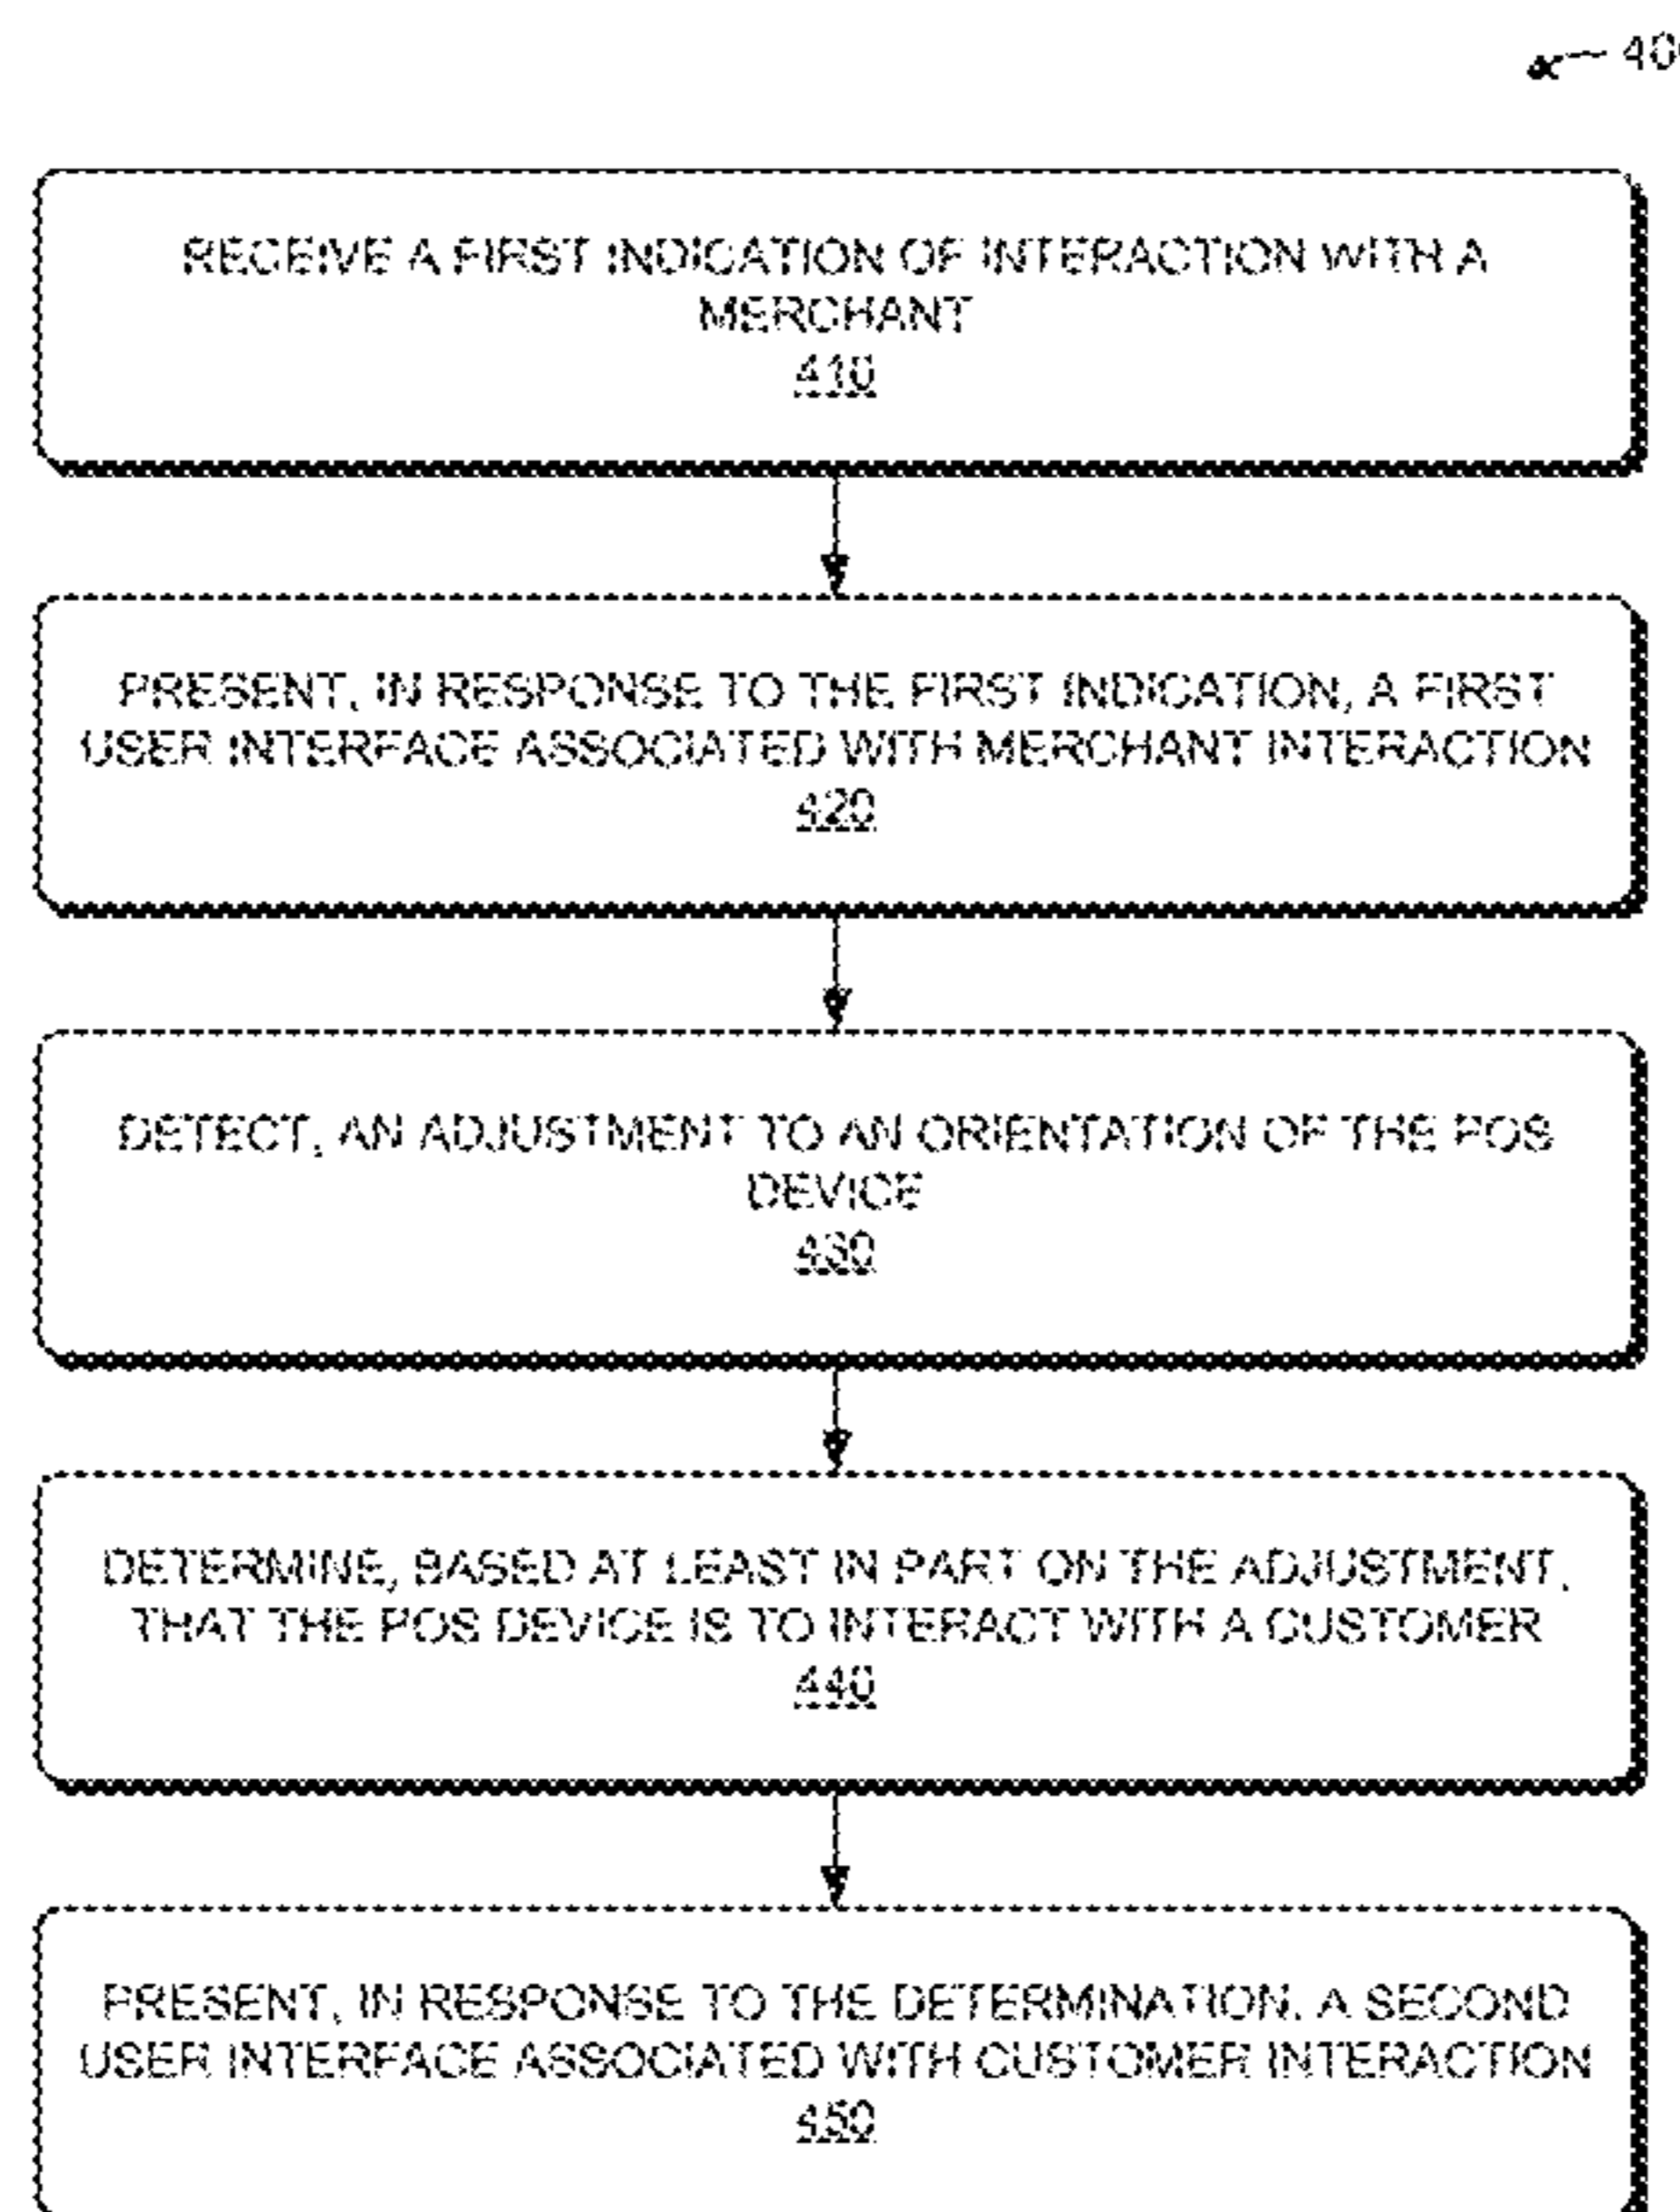 40
RECEIVE A FIRST INDICATION OF INTERACTION WITH A
MERCHANT
410
PRESENT, IN RESPONSE TO THE FIRST INDICATION, A FIRST
USER INTERFACE ASSOCIATED WITH MERCHANT INTERACTION
420
DETECT, AN ADJUSTMENT TO AN ORIENTATION OF THE POS
DEVICE
430
DETERMINE, BASED AT LEAST IN PART ON THE ADJUSTMENT,
THAT THE POS DEVICE IS TO INTERACT WITH A CUSTOMER
440
PRESENT, IN RESPONSE TO THE DETERMINATION, A SECOND
USER INTERFACE ASSOCIATED WITH CUSTOMER INTERACTION
450